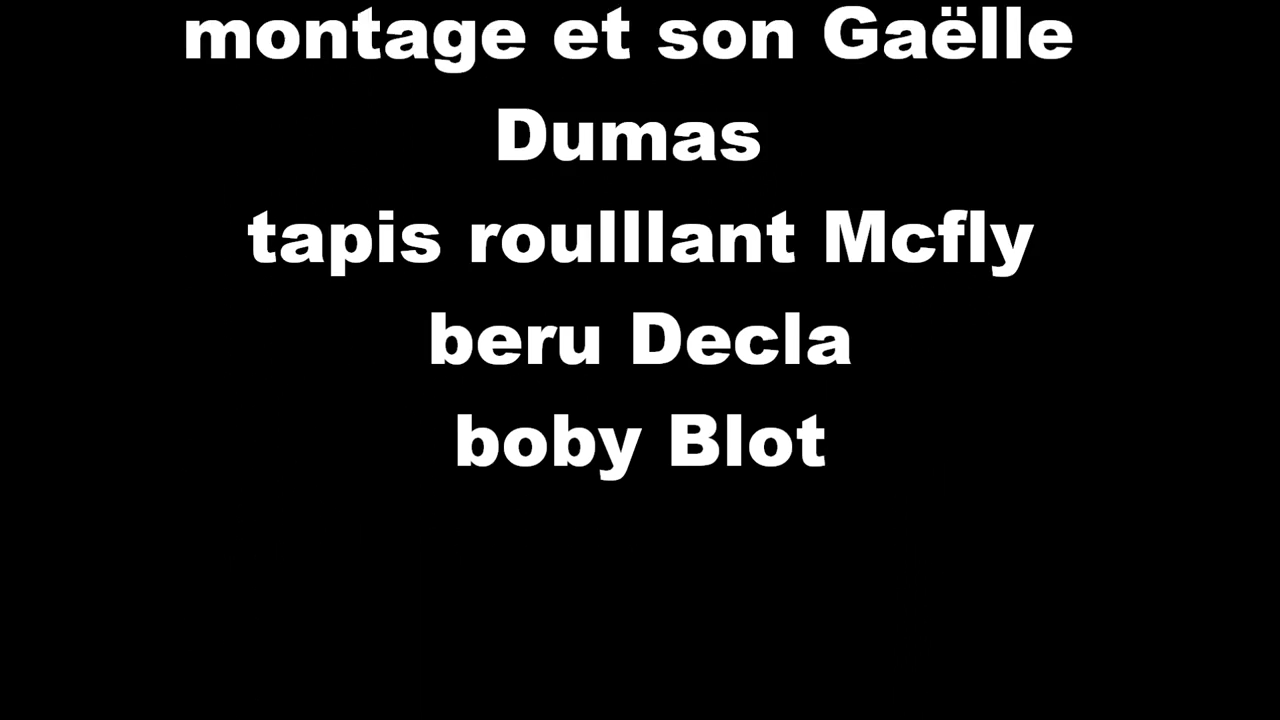 montage et son Gaëlle
Dumas
tapis roulllant Mcfly
beru Decla
boby Blot